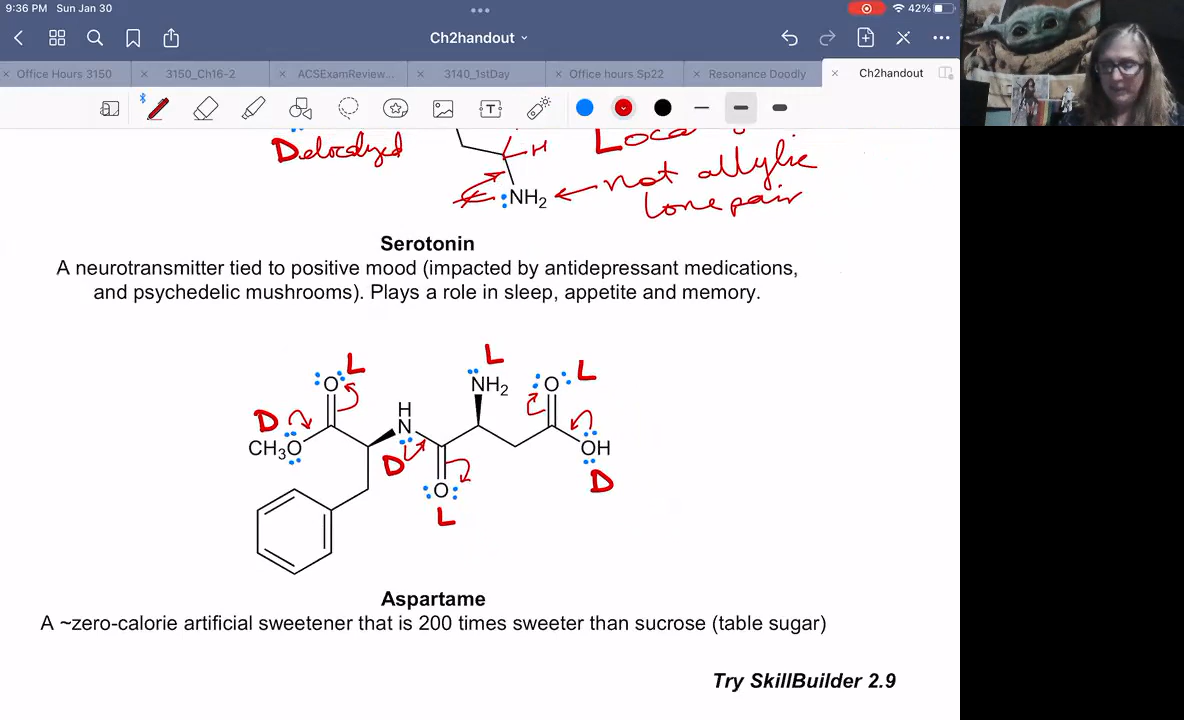 9:36 PM Sun Jan 30
42%
Ch2handout
Office Hours 3150
3150_Ch16-2
ACSExamReview...
3140_1stDay
Office hours Sp22
Resonance Doodly
Ch2handout
T
Delocalized
H
Loca
:NH2
not allylic
lone pair
Serotonin
A neurotransmitter tied to positive mood (impacted by antidepressant medications,
and psychedelic mushrooms). Plays a role in sleep, appetite and memory.
L
L
L
:O:
NH2
:O:
D
H
N
CH3O
OH
D
D
:O:
L
Aspartame
A ~zero-calorie artificial sweetener that is 200 times sweeter than sucrose (table sugar)
Try SkillBuilder 2.9